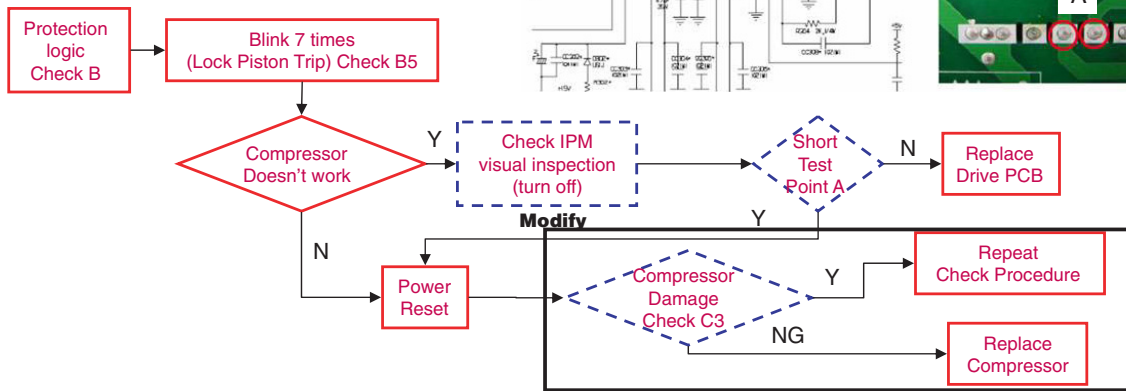 A
Protection
logic
Check B
Blink 7 times
(Lock Piston Trip) Check B5
Compressor
Doesn't work
Y
Check IPM
visual inspection
(turn off)
Short
Test
Point A
N
Replace
Drive PCB
Modify
Y
N
Power
Reset
Compressor
Damage
Check C3
Y
Repeat
Check Procedure
NG
Replace
Compressor